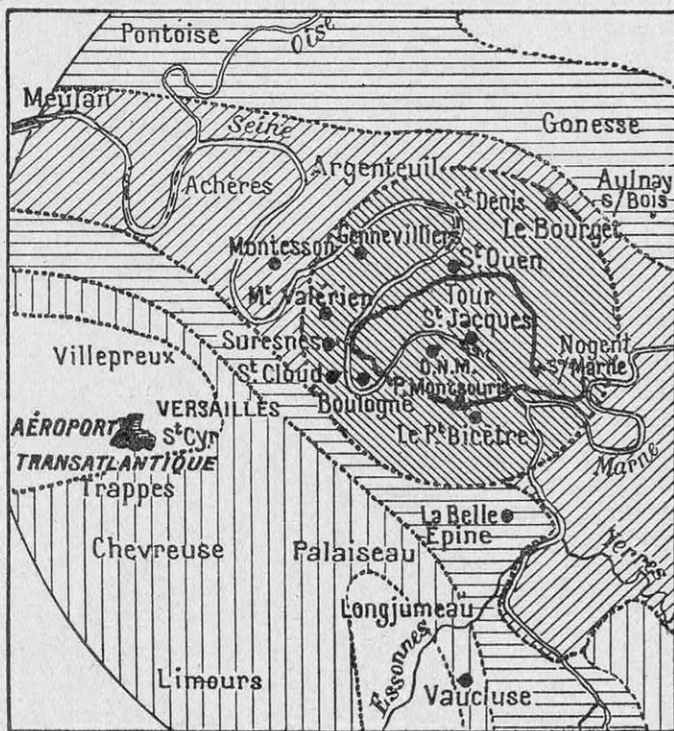 Pontoise
Oise
Meulan
Seine
Gonesse
Argenteuil
Achères
Aulnay
s/Bois
St Denis
Le Bourget
Gennevilliers
Montesson
St Ouen
Mt Valérien
Tour
St Jacques
Suresnes
Nogent
s/Marne
Villepreux
O.N.M.
St Cloud
Pc Montsouris
Boulogne
VERSAILLES
AÉROPORT
St Cyr
Le Pt Bicêtre
TRANSATLANTIQUE
Marne
Trappes
La Belle
Épine
Chevreuse
Palaiseau
Yerres
Longjumeau
Essonnes
Limours
Vaucluse